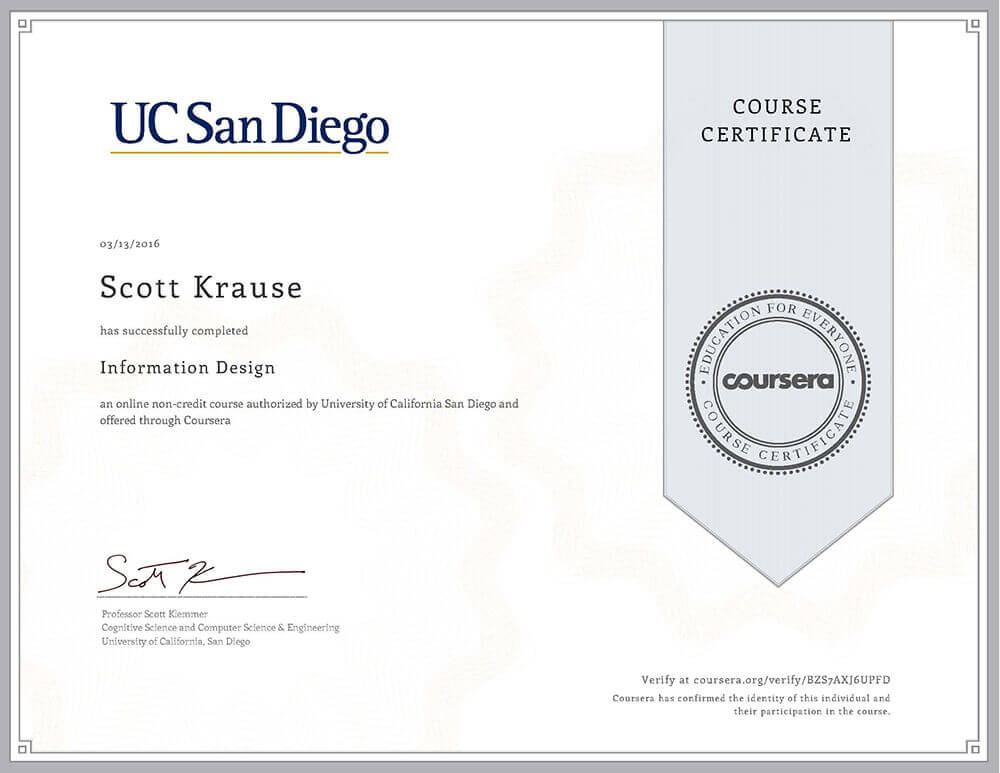 UC San Diego
COURSE
CERTIFICATE
03/13/2016
Scott Krause
has successfully completed
Information Design
an online non-credit course authorized by University of California San Diego and
offered through Coursera
EDUCATION FOR EVERYONE
coursera
COURSE CERTIFICATE
Scott K
Professor Scott Klemmer
Cognitive Science and Computer Science & Engineering
University of California, San Diego
Verify at coursera.org/verify/BZS7AXJ6UPFD
Coursera has confirmed the identity of this individual and
their participation in the course.